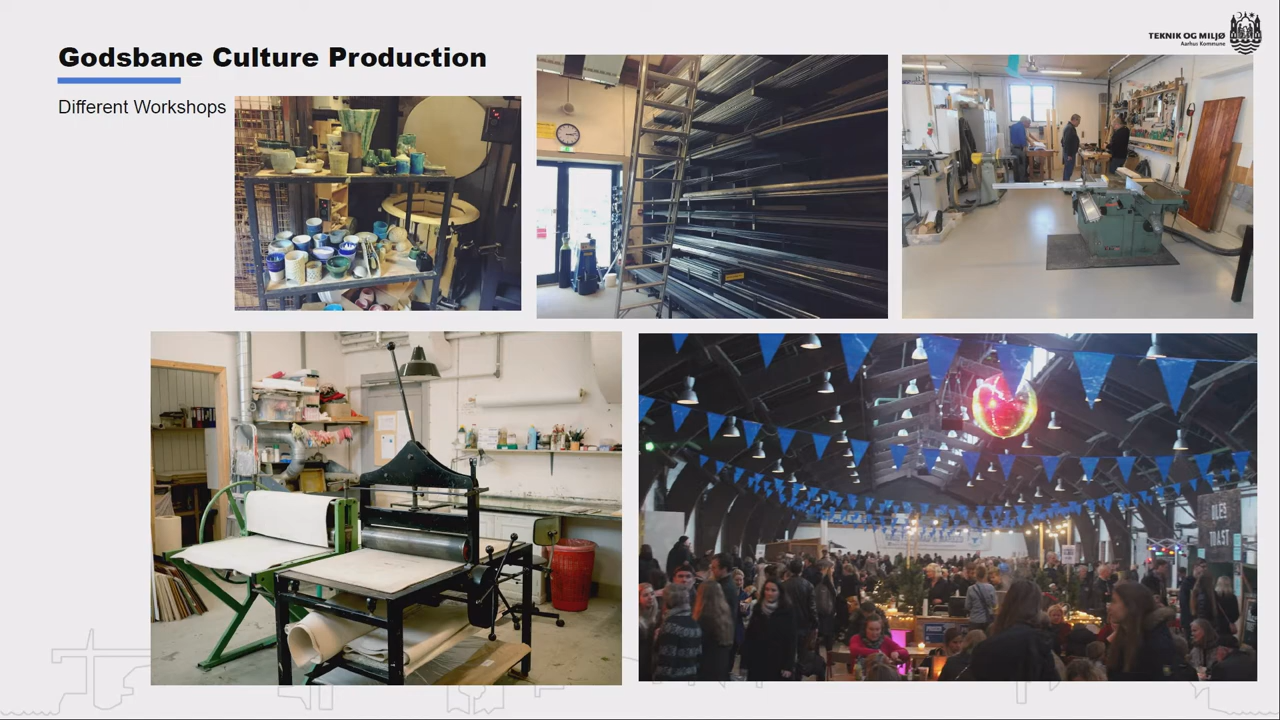 Godsbane Culture Production
Different Workshops
TEKNIK OG MILJØ
Aarhus Kommune